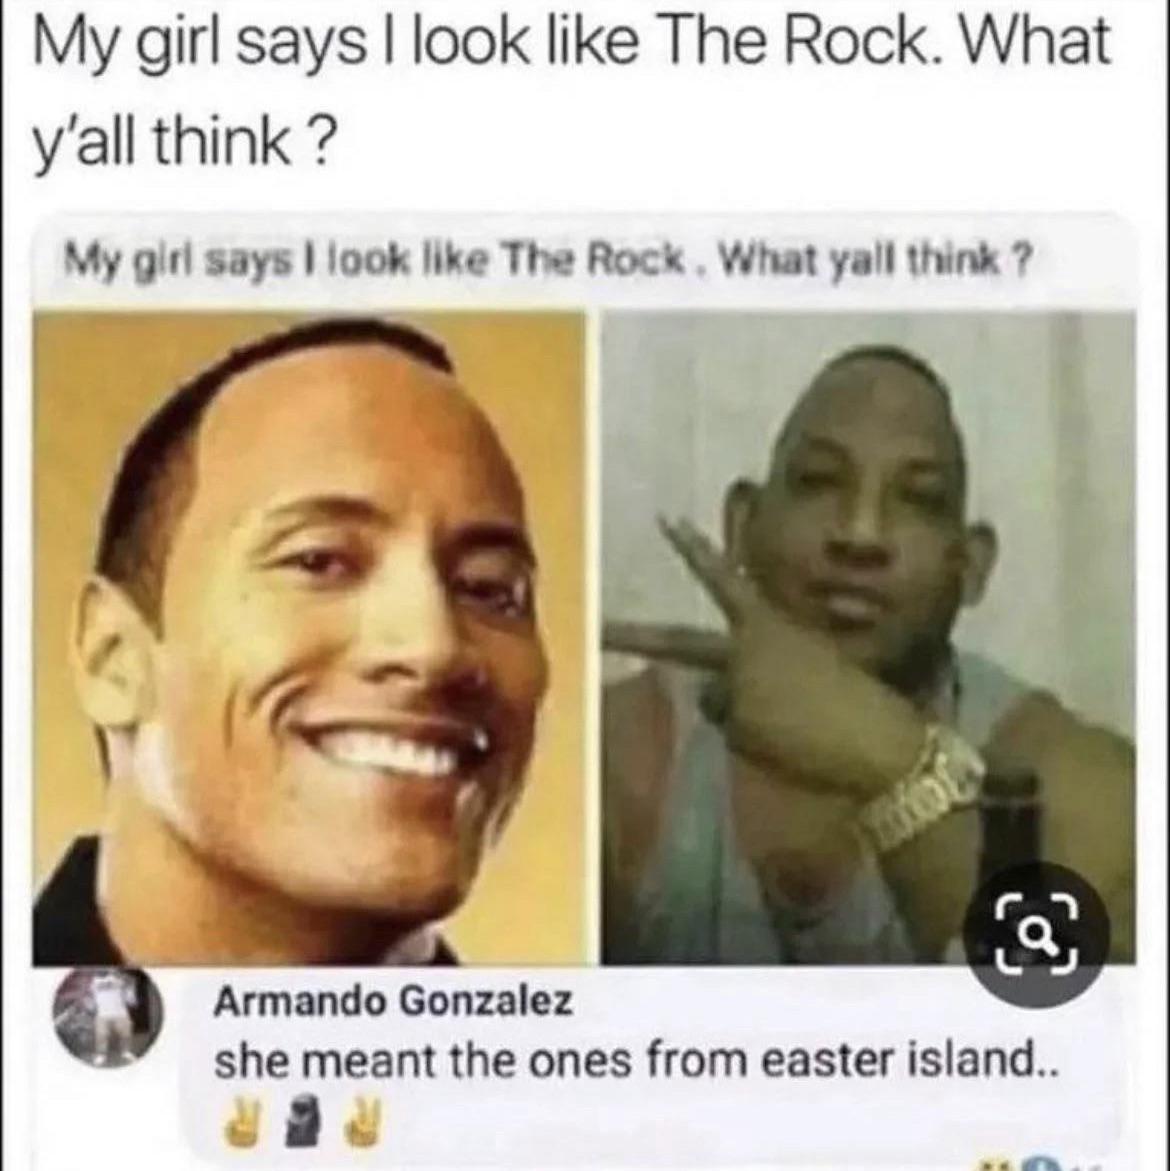 My girl says I look like The Rock. What
y'all think ?
My girl says I look like The Rock . What yall think ?
Armando Gonzalez
she meant the ones from easter island..
✌️🗿✌️